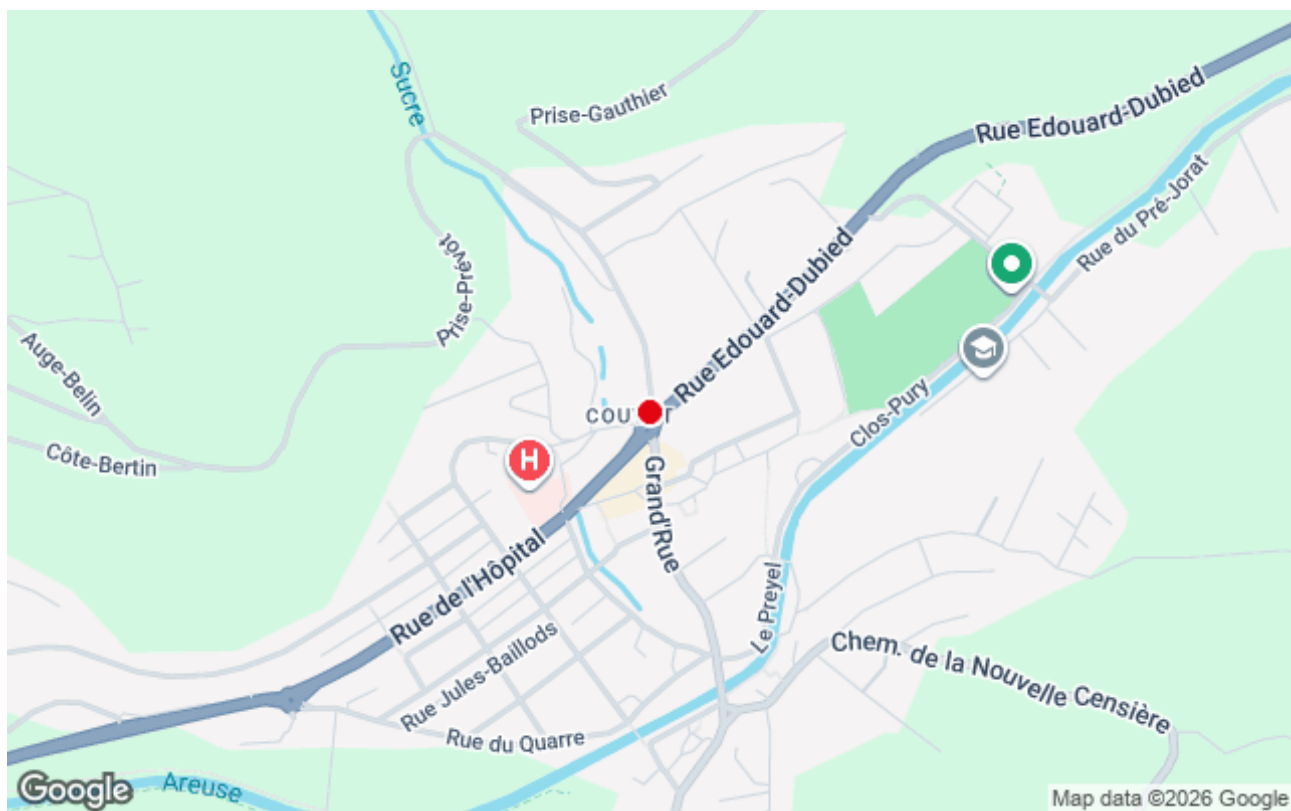 Sucre
Prise-Gauthier
Rue Edouard-Dubied
Rue du Pré-Jorat
Prise-Prévôt
Rue Edouard-Dubied
Auge-Belin
Côte-Bertin
H
Clos-Pury
Grand'Rue
Rue de l'Hôpital
Le Preyel
Rue Jules-Baillods
Chem. de la Nouvelle Censière
Rue du Quarre
Areuse
Google
Map data ©2026 Google